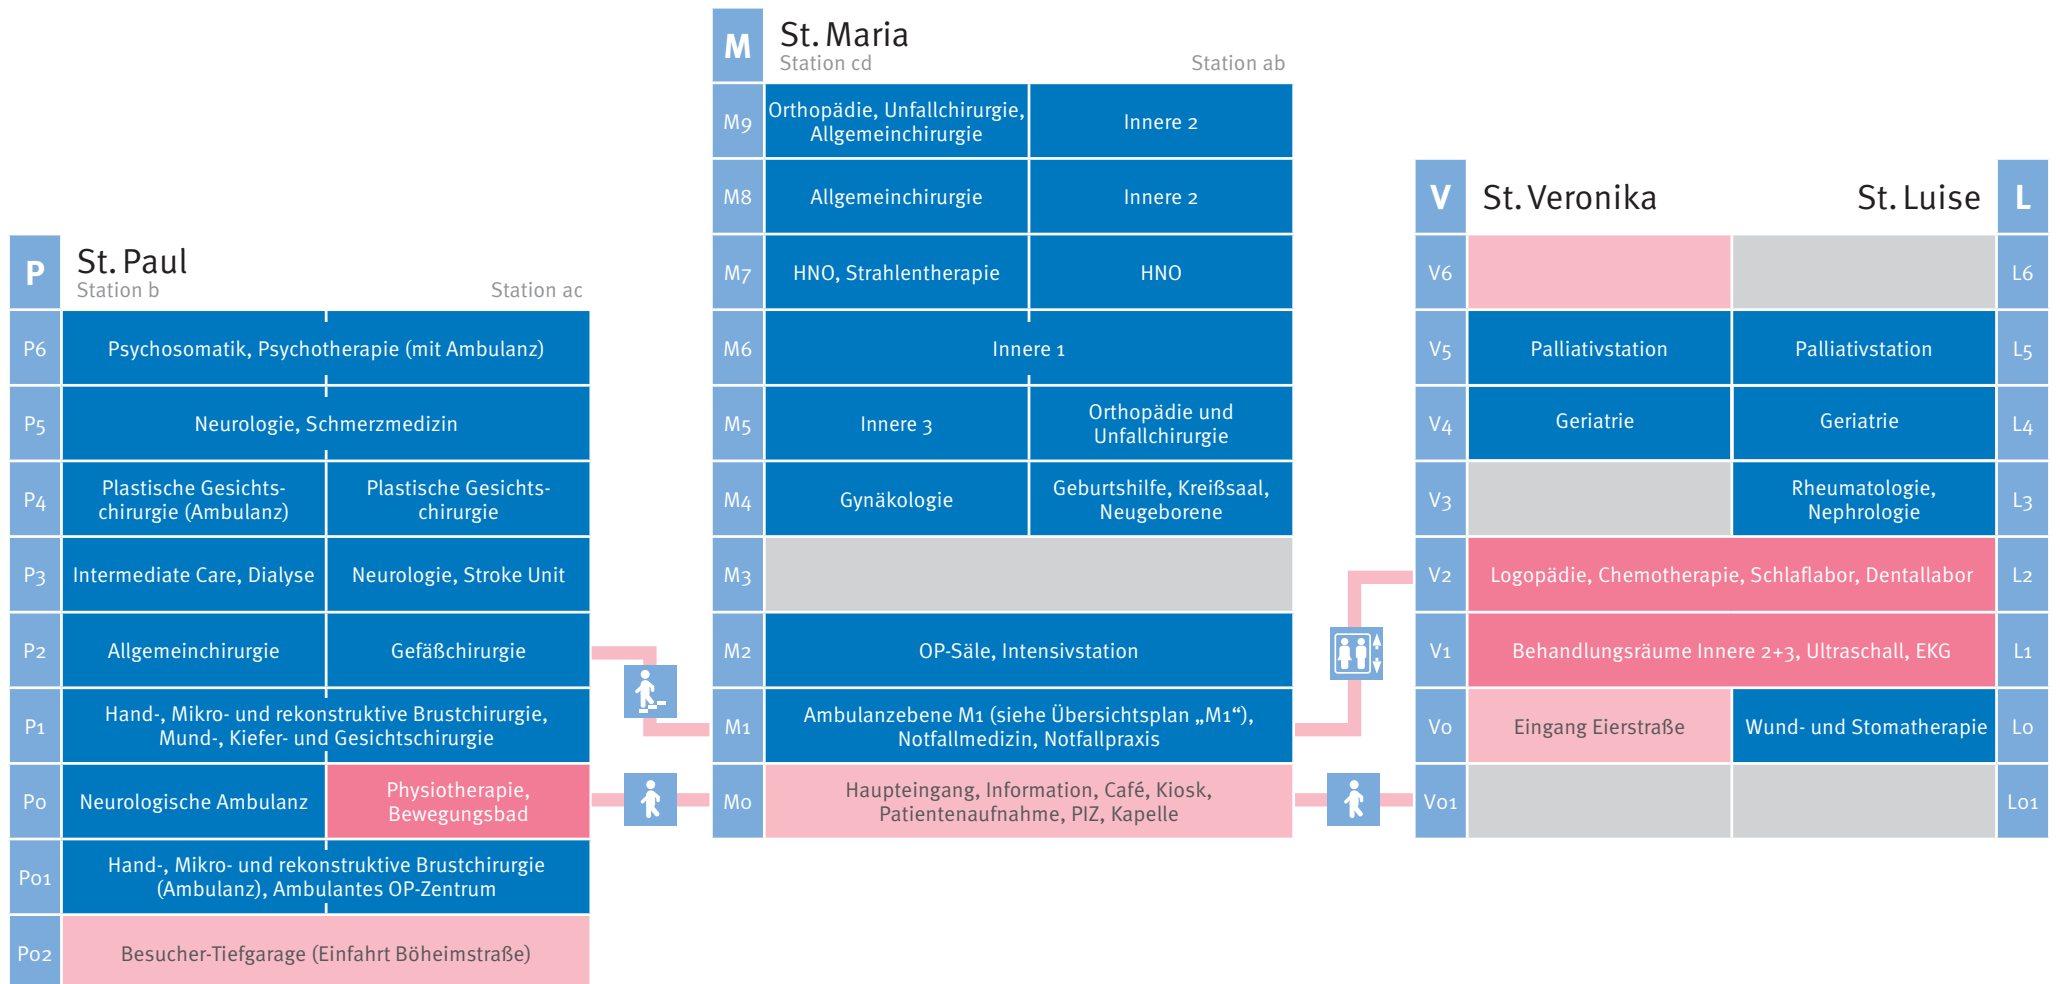 P
St. Paul
Station b
Station ac
P6
Psychosomatik, Psychotherapie (mit Ambulanz)
P5
Neurologie, Schmerzmedizin
P4
Plastische Gesichts-
chirurgie (Ambulanz)
Plastische Gesichts-
chirurgie
P3
Intermediate Care, Dialyse
Neurologie, Stroke Unit
P2
Allgemeinchirurgie
Gefäßchirurgie
P1
Hand-, Mikro- und rekonstruktive Brustchirurgie,
Mund-, Kiefer- und Gesichtschirurgie
P0
Neurologische Ambulanz
Physiotherapie,
Bewegungsbad
P01
Hand-, Mikro- und rekonstruktive Brustchirurgie
(Ambulanz), Ambulantes OP-Zentrum
P02
Besucher-Tiefgarage (Einfahrt Böheimstraße)
M
St. Maria
Station cd
Station ab
M9
Orthopädie, Unfallchirurgie,
Allgemeinchirurgie
Innere 2
M8
Allgemeinchirurgie
Innere 2
M7
HNO, Strahlentherapie
HNO
M6
Innere 1
M5
Innere 3
Orthopädie und
Unfallchirurgie
M4
Gynäkologie
Geburtshilfe, Kreißsaal,
Neugeborene
M3
M2
OP-Säle, Intensivstation
M1
Ambulanzebene M1 (siehe Übersichtsplan „M1“),
Notfallmedizin, Notfallpraxis
M0
Haupteingang, Information, Café, Kiosk,
Patientenaufnahme, PIZ, Kapelle
V
St. Veronika
St. Luise
L
V6
L6
V5
Palliativstation
Palliativstation
L5
V4
Geriatrie
Geriatrie
L4
V3
Rheumatologie,
Nephrologie
L3
V2
Logopädie, Chemotherapie, Schlaflabor, Dentallabor
L2
V1
Behandlungsräume Innere 2+3, Ultraschall, EKG
L1
V0
Eingang Eierstraße
Wund- und Stomatherapie
L0
V01
L01